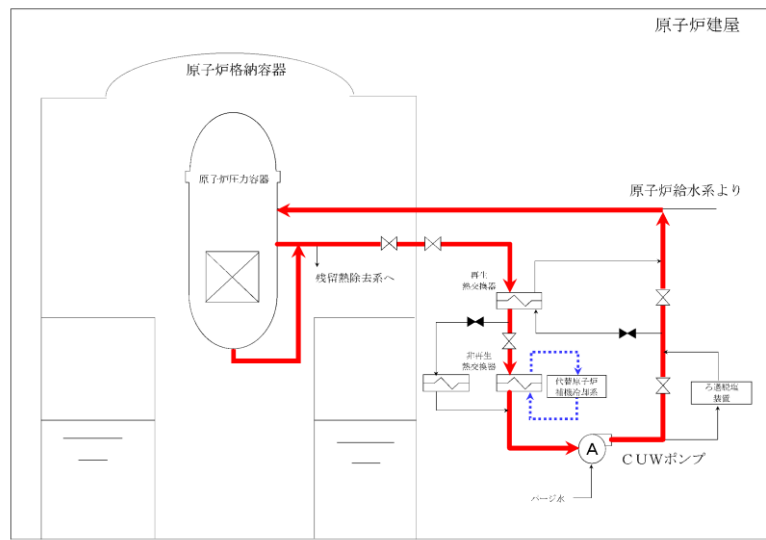 原子炉建屋
原子炉格納容器
原子炉圧力容器
原子炉給水系より
残留熱除去系へ
再生
熱交換器
非再生
熱交換器
代替原子炉
補機冷却系
ろ過脱塩
装置
A
CUWポンプ
パージ水